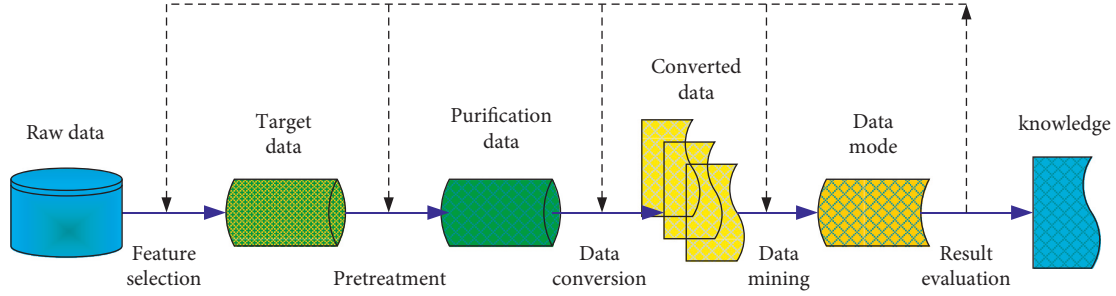 Raw data
Target
data
Purification
data
Converted
data
Data
mode
knowledge
Feature
selection
Pretreatment
Data
conversion
Data
mining
Result
evaluation